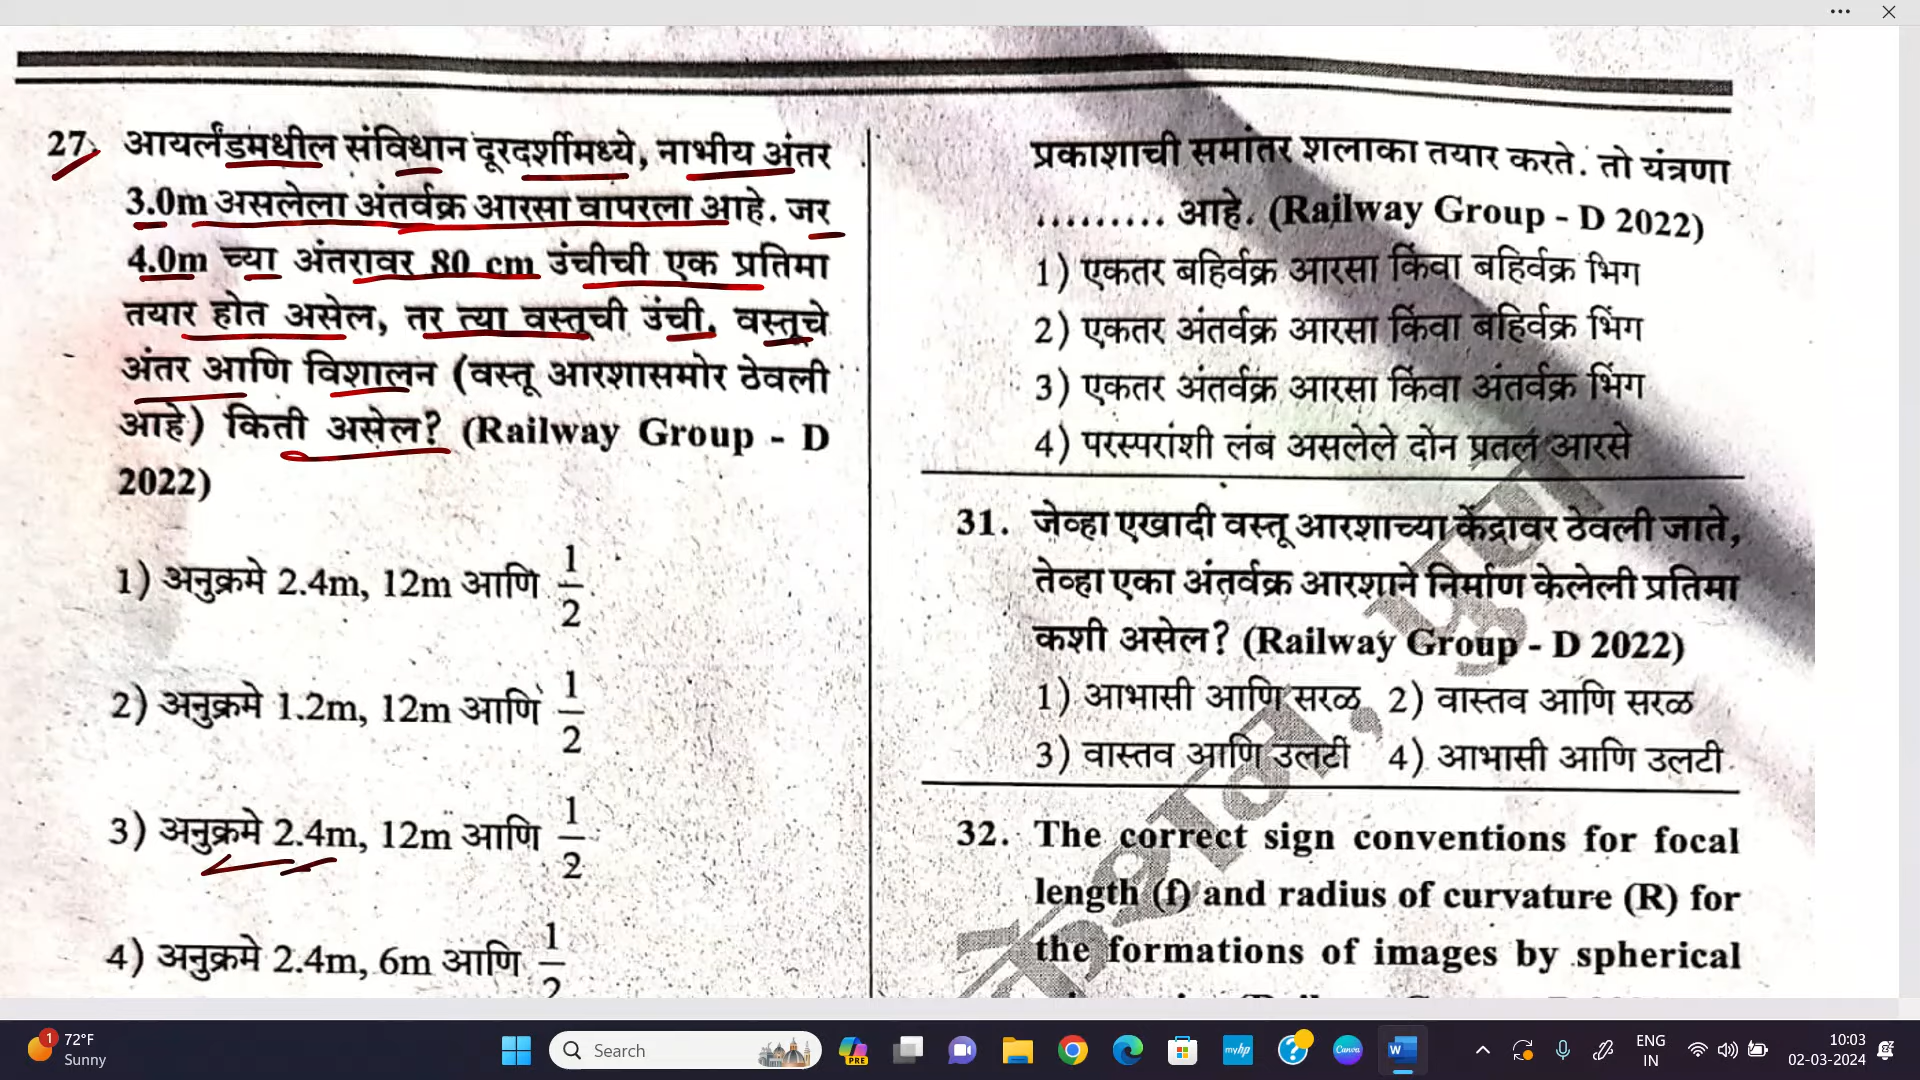 27. आयर्लंडमधील संविधान दूरदर्शीमध्ये, नाभीय अंतर
3.0m असलेला अंतर्वक्र आरसा वापरला आहे. जर
4.0m च्या अंतरावर 80 cm उंचीची एक प्रतिमा
तयार होत असेल, तर त्या वस्तूची उंची, वस्तूचे
अंतर आणि विशालन (वस्तू आरशासमोर ठेवली
आहे) किती असेल? (Railway Group - D
2022)
1) अनुक्रमे 2.4m, 12m आणि 1/2
2) अनुक्रमे 1.2m, 12m आणि 1/2
3) अनुक्रमे 2.4m, 12m आणि 1/2
4) अनुक्रमे 2.4m, 6m आणि 1/2
प्रकाशाची समांतर शलाका तयार करते. तो यंत्रणा
......... आहे. (Railway Group - D 2022)
1) एकतर बहिर्वक्र आरसा किंवा बहिर्वक्र भिग
2) एकतर अंतर्वक्र आरसा किंवा बहिर्वक्र भिंग
3) एकतर अंतर्वक्र आरसा किंवा अंतर्वक्र भिंग
4) परस्परांशी लंब असलेले दोन प्रतल आरसे
31. जेव्हा एखादी वस्तू आरशाच्या केंद्रावर ठेवली जाते,
तेव्हा एका अंतर्वक्र आरशाने निर्माण केलेली प्रतिमा
कशी असेल? (Railway Group - D 2022)
1) आभासी आणि सरळ 2) वास्तव आणि सरळ
3) वास्तव आणि उलटी 4) आभासी आणि उलटी
32. The correct sign conventions for focal
length (f) and radius of curvature (R) for
the formations of images by spherical
1
72°F
Sunny
Search
PRE
myhp
Canva
W
ENG
IN
10:03
02-03-2024